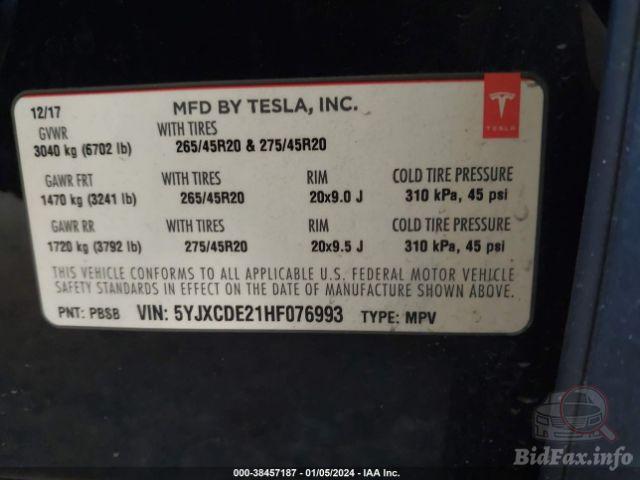 12/17 MFD BY TESLA, INC.
TESLA
GVWR WITH TIRES
3040 kg (6702 lb) 265/45R20 & 275/45R20
GAWR FRT WITH TIRES RIM COLD TIRE PRESSURE
1470 kg (3241 lb) 265/45R20 20x9.0 J 310 kPa, 45 psi
GAWR RR WITH TIRES RIM COLD TIRE PRESSURE
1720 kg (3792 lb) 275/45R20 20x9.5 J 310 kPa, 45 psi
THIS VEHICLE CONFORMS TO ALL APPLICABLE U.S. FEDERAL MOTOR VEHICLE
SAFETY STANDARDS IN EFFECT ON THE DATE OF MANUFACTURE SHOWN ABOVE.
PNT: PBSB VIN: 5YJXCDE21HF076993 TYPE: MPV
BidFax.info
000-38457187 - 01/05/2024 - IAA Inc.